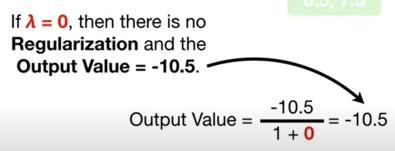 If λ = 0, then there is no
Regularization and the
Output Value = -10.5.
Output Value = -10.5 / 1 + 0 = -10.5